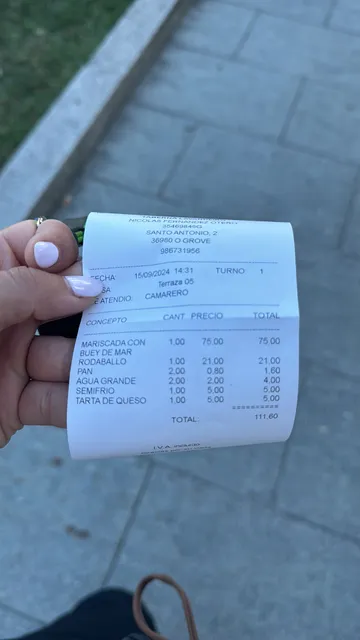 NICOLAS FERNANDEZ OTERO
SANTO ANTONIO, 2
36980 O GROVE
986731956
FECHA: 15/09/2024 14:31 TURNO 1
Terraza 05
ATENDIO: CAMARERO
CONCEPTO CANT PRECIO TOTAL
MARISCADA CON 1.00 75.00 75.00
BUEY DE MAR
RODABALLO 1.00 21.00 21.00
PAN 2.00 0.80 1.60
AGUA GRANDE 2.00 2.00 4.00
SEMIFRIO 1.00 5.00 5.00
TARTA DE QUESO 1.00 5.00 5.00
==========
TOTAL: 111.60